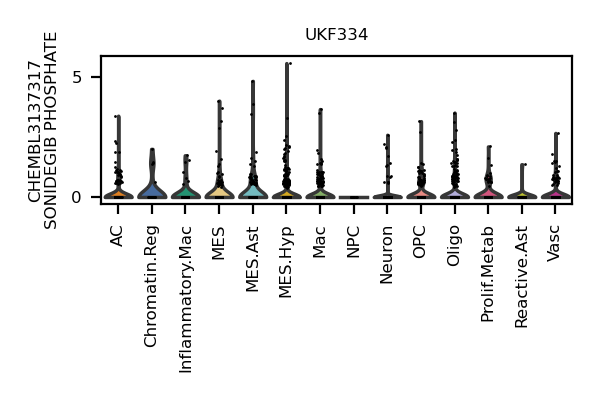 UKF334
CHEMBL3137317
SONIDEGIB PHOSPHATE
5
0
AC
Chromatin.Reg
Inflammatory.Mac
MES
MES.Ast
MES.Hyp
Mac
NPC
Neuron
OPC
Oligo
Prolif.Metab
Reactive.Ast
Vasc